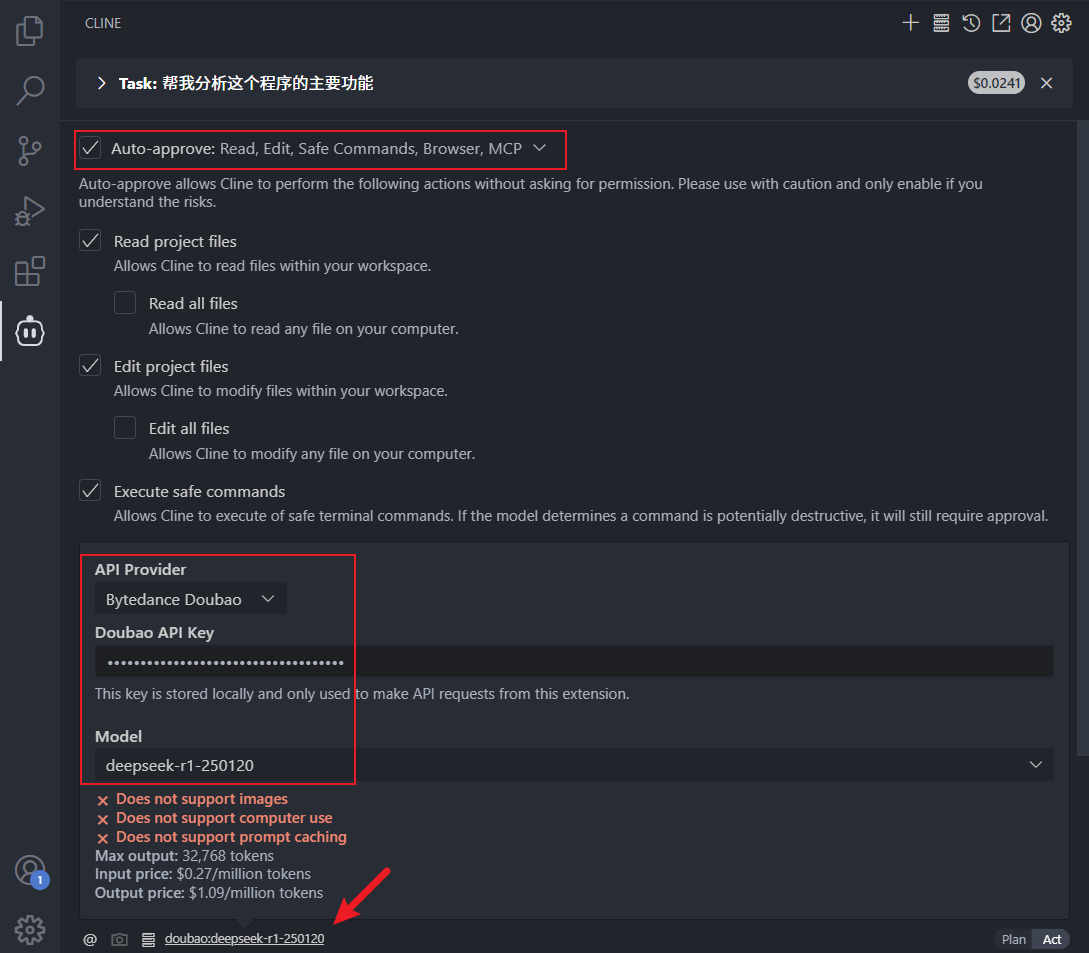 CLINE
Task: 帮我分析这个程序的主要功能
$0.0241
Auto-approve: Read, Edit, Safe Commands, Browser, MCP
Auto-approve allows Cline to perform the following actions without asking for permission. Please use with caution and only enable if you
understand the risks.
Read project files
Allows Cline to read files within your workspace.
Read all files
Allows Cline to read any file on your computer.
Edit project files
Allows Cline to modify files within your workspace.
Edit all files
Allows Cline to modify any file on your computer.
Execute safe commands
Allows Cline to execute of safe terminal commands. If the model determines a command is potentially destructive, it will still require approval.
API Provider
Bytedance Doubao
Doubao API Key
••••••••••••••••••••••••••••••••••••
This key is stored locally and only used to make API requests from this extension.
Model
deepseek-r1-250120
Does not support images
Does not support computer use
Does not support prompt caching
Max output: 32,768 tokens
Input price: $0.27/million tokens
Output price: $1.09/million tokens
1
@ doubao:deepseek-r1-250120
Plan Act